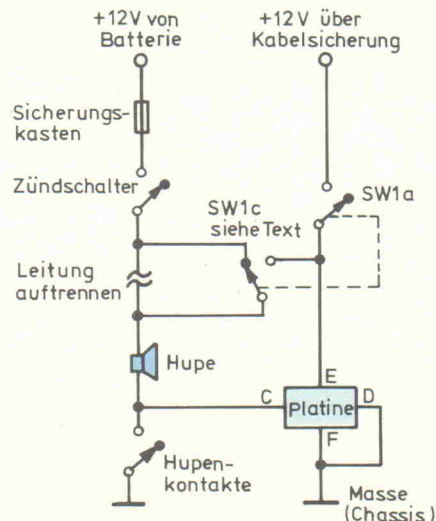 +12V von
Batterie
+12V über
Kabelsicherung
Sicherungs-
kasten
Zündschalter
SW1c
siehe Text
SW1a
Leitung
auftrennen
Hupe
E
C
Platine
D
F
Hupen-
kontakte
Masse
(Chassis)